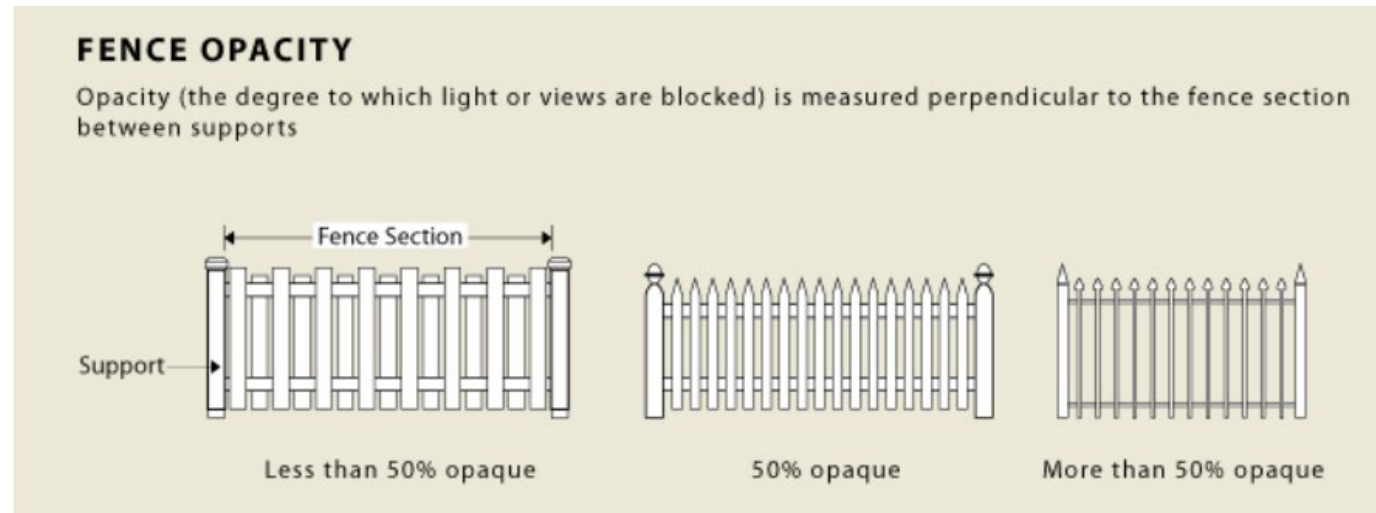 FENCE OPACITY
Opacity (the degree to which light or views are blocked) is measured perpendicular to the fence section
between supports
Fence Section
Support
Less than 50% opaque
50% opaque
More than 50% opaque